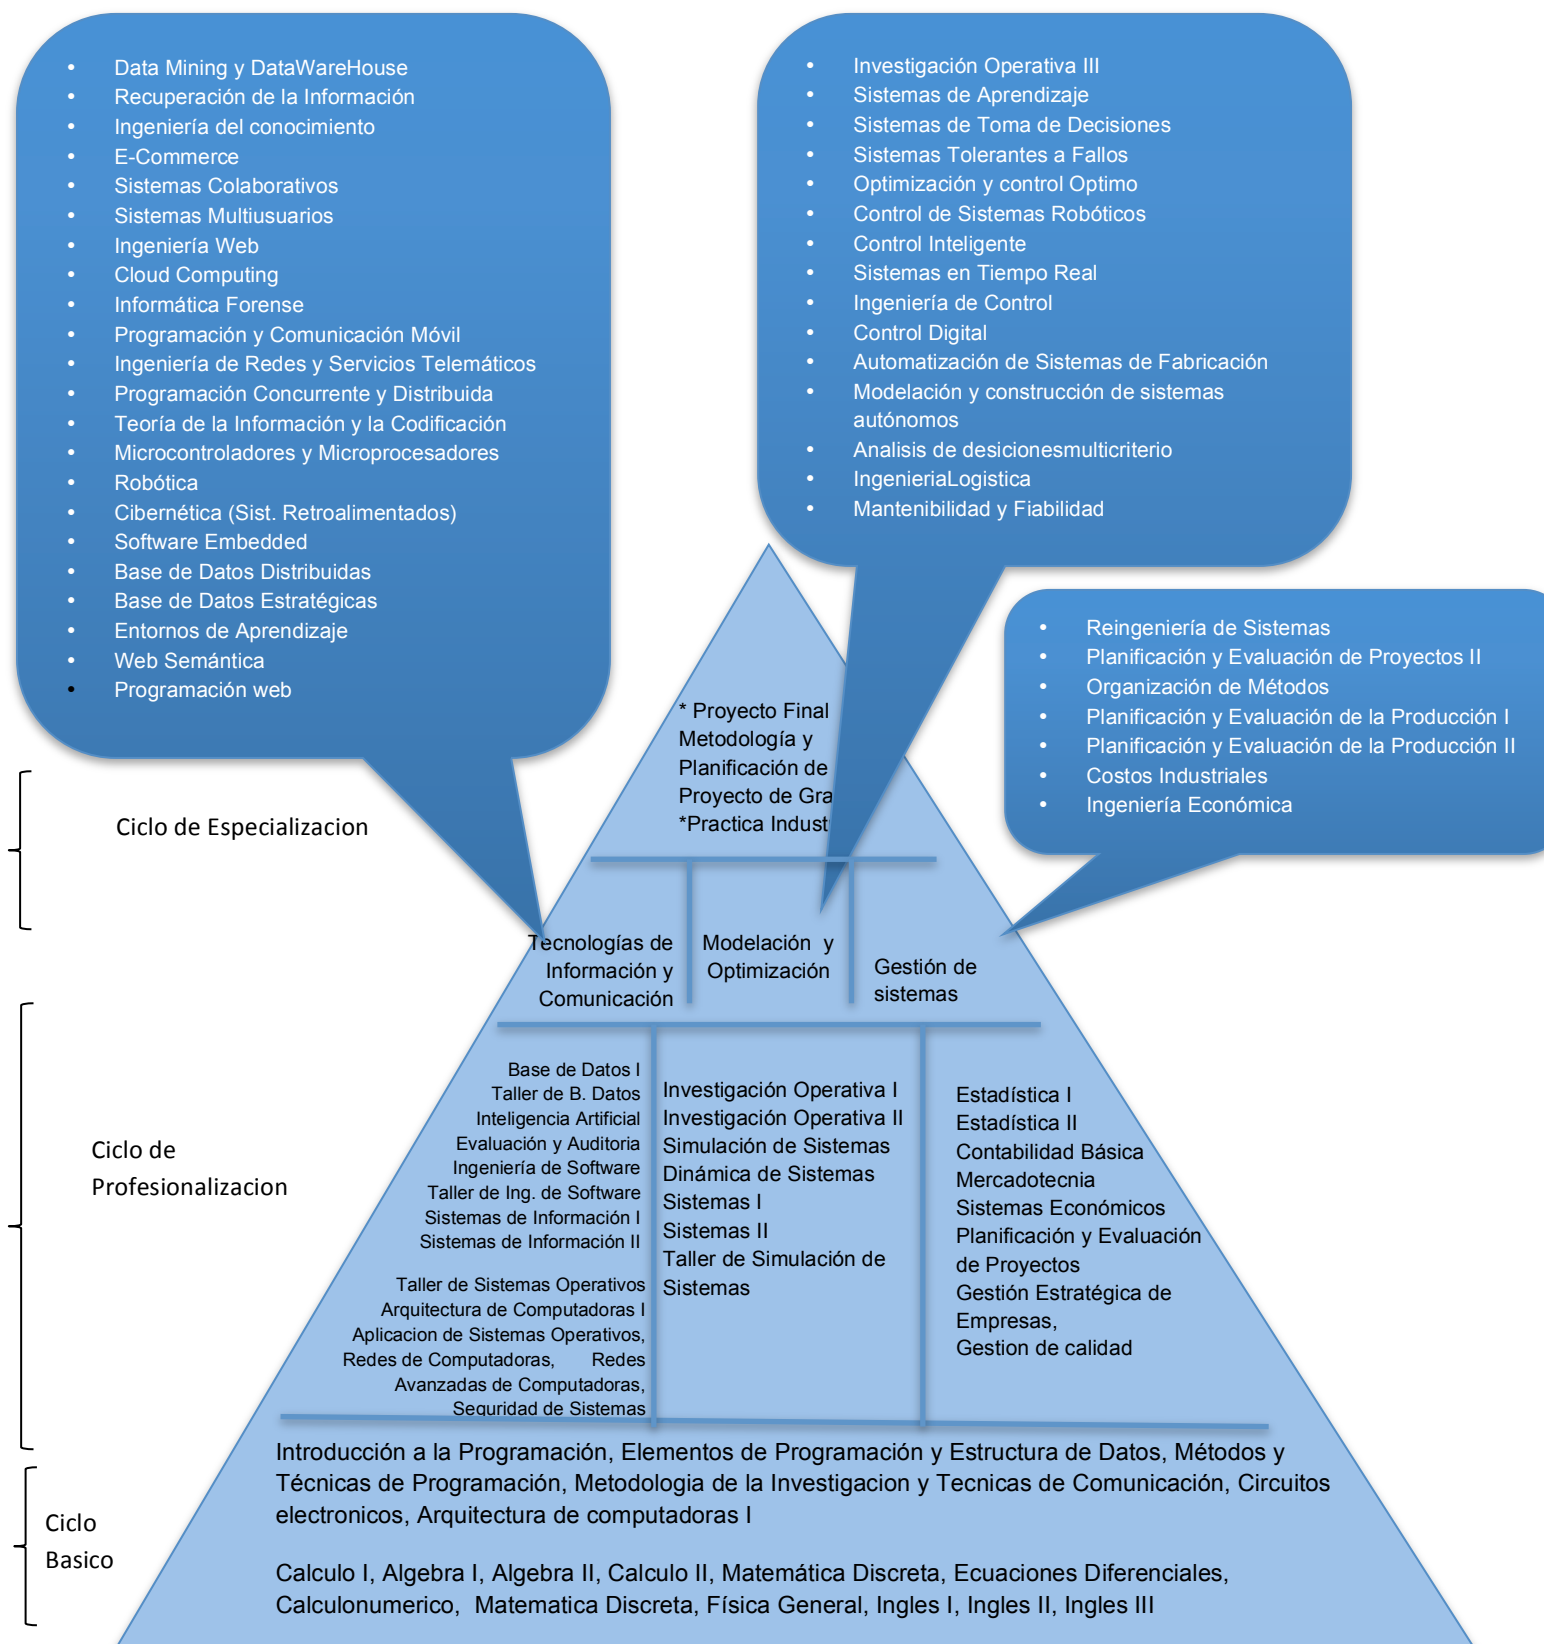 Data Mining y DataWareHouse
Recuperación de la Información
Ingeniería del conocimiento
E-Commerce
Sistemas Colaborativos
Sistemas Multiusuarios
Ingeniería Web
Cloud Computing
Informática Forense
Programación y Comunicación Móvil
Ingeniería de Redes y Servicios Telemáticos
Programación Concurrente y Distribuida
Teoría de la Información y la Codificación
Microcontroladores y Microprocesadores
Robótica
Cibernética (Sist. Retroalimentados)
Software Embedded
Base de Datos Distribuidas
Base de Datos Estratégicas
Entornos de Aprendizaje
Web Semántica
Programación web
Investigación Operativa III
Sistemas de Aprendizaje
Sistemas de Toma de Decisiones
Sistemas Tolerantes a Fallos
Optimización y control Optimo
Control de Sistemas Robóticos
Control Inteligente
Sistemas en Tiempo Real
Ingeniería de Control
Control Digital
Automatización de Sistemas de Fabricación
Modelación y construcción de sistemas
autónomos
Analisis de desicionesmulticriterio
IngenieriaLogistica
Mantenibilidad y Fiabilidad
Reingeniería de Sistemas
Planificación y Evaluación de Proyectos II
Organización de Métodos
Planificación y Evaluación de la Producción I
Planificación y Evaluación de la Producción II
Costos Industriales
Ingeniería Económica
* Proyecto Final
Metodología y
Planificación de
Proyecto de Gra
*Practica Indust
Ciclo de Especializacion
Tecnologías de
Información y
Comunicación
Modelación y
Optimización
Gestión de
sistemas
Ciclo de
Profesionalizacion
Base de Datos I
Taller de B. Datos
Inteligencia Artificial
Evaluación y Auditoria
Ingeniería de Software
Taller de Ing. de Software
Sistemas de Información I
Sistemas de Información II
Taller de Sistemas Operativos
Arquitectura de Computadoras I
Aplicacion de Sistemas Operativos,
Redes de Computadoras, Redes
Avanzadas de Computadoras,
Seguridad de Sistemas
Investigación Operativa I
Investigación Operativa II
Simulación de Sistemas
Dinámica de Sistemas
Sistemas I
Sistemas II
Taller de Simulación de
Sistemas
Estadística I
Estadística II
Contabilidad Básica
Mercadotecnia
Sistemas Económicos
Planificación y Evaluación
de Proyectos
Gestión Estratégica de
Empresas,
Gestion de calidad
Ciclo
Basico
Introducción a la Programación, Elementos de Programación y Estructura de Datos, Métodos y
Técnicas de Programación, Metodologia de la Investigacion y Tecnicas de Comunicación, Circuitos
electronicos, Arquitectura de computadoras I
Calculo I, Algebra I, Algebra II, Calculo II, Matemática Discreta, Ecuaciones Diferenciales,
Calculonumerico, Matematica Discreta, Física General, Ingles I, Ingles II, Ingles III